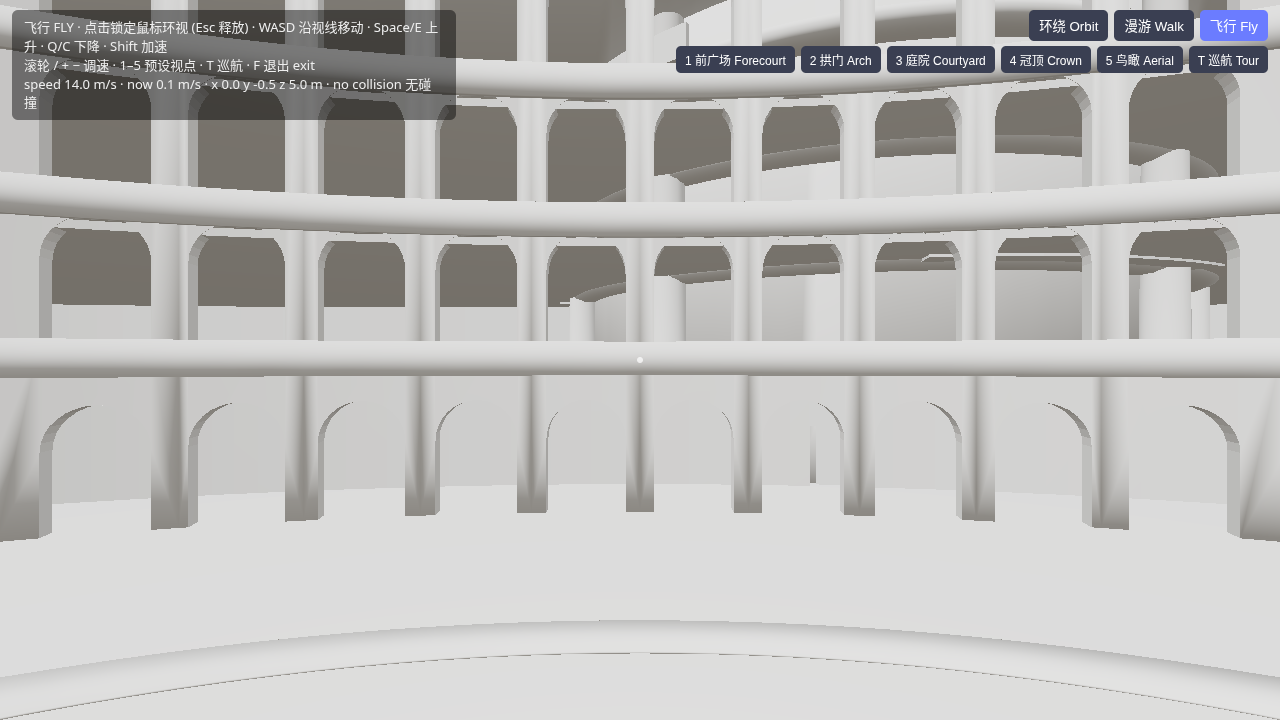 飞行 FLY · 点击锁定鼠标环视 (Esc 释放) · WASD 沿视线移动 · Space/E 上
升 · Q/C 下降 · Shift 加速
滚轮 / + − 调速 · 1–5 预设视点 · T 巡航 · F 退出 exit
speed 14.0 m/s · now 0.1 m/s · x 0.0 y -0.5 z 5.0 m · no collision 无碰
撞
环绕 Orbit 漫游 Walk 飞行 Fly
1 前广场 Forecourt 2 拱门 Arch 3 庭院 Courtyard 4 冠顶 Crown 5 鸟瞰 Aerial T 巡航 Tour